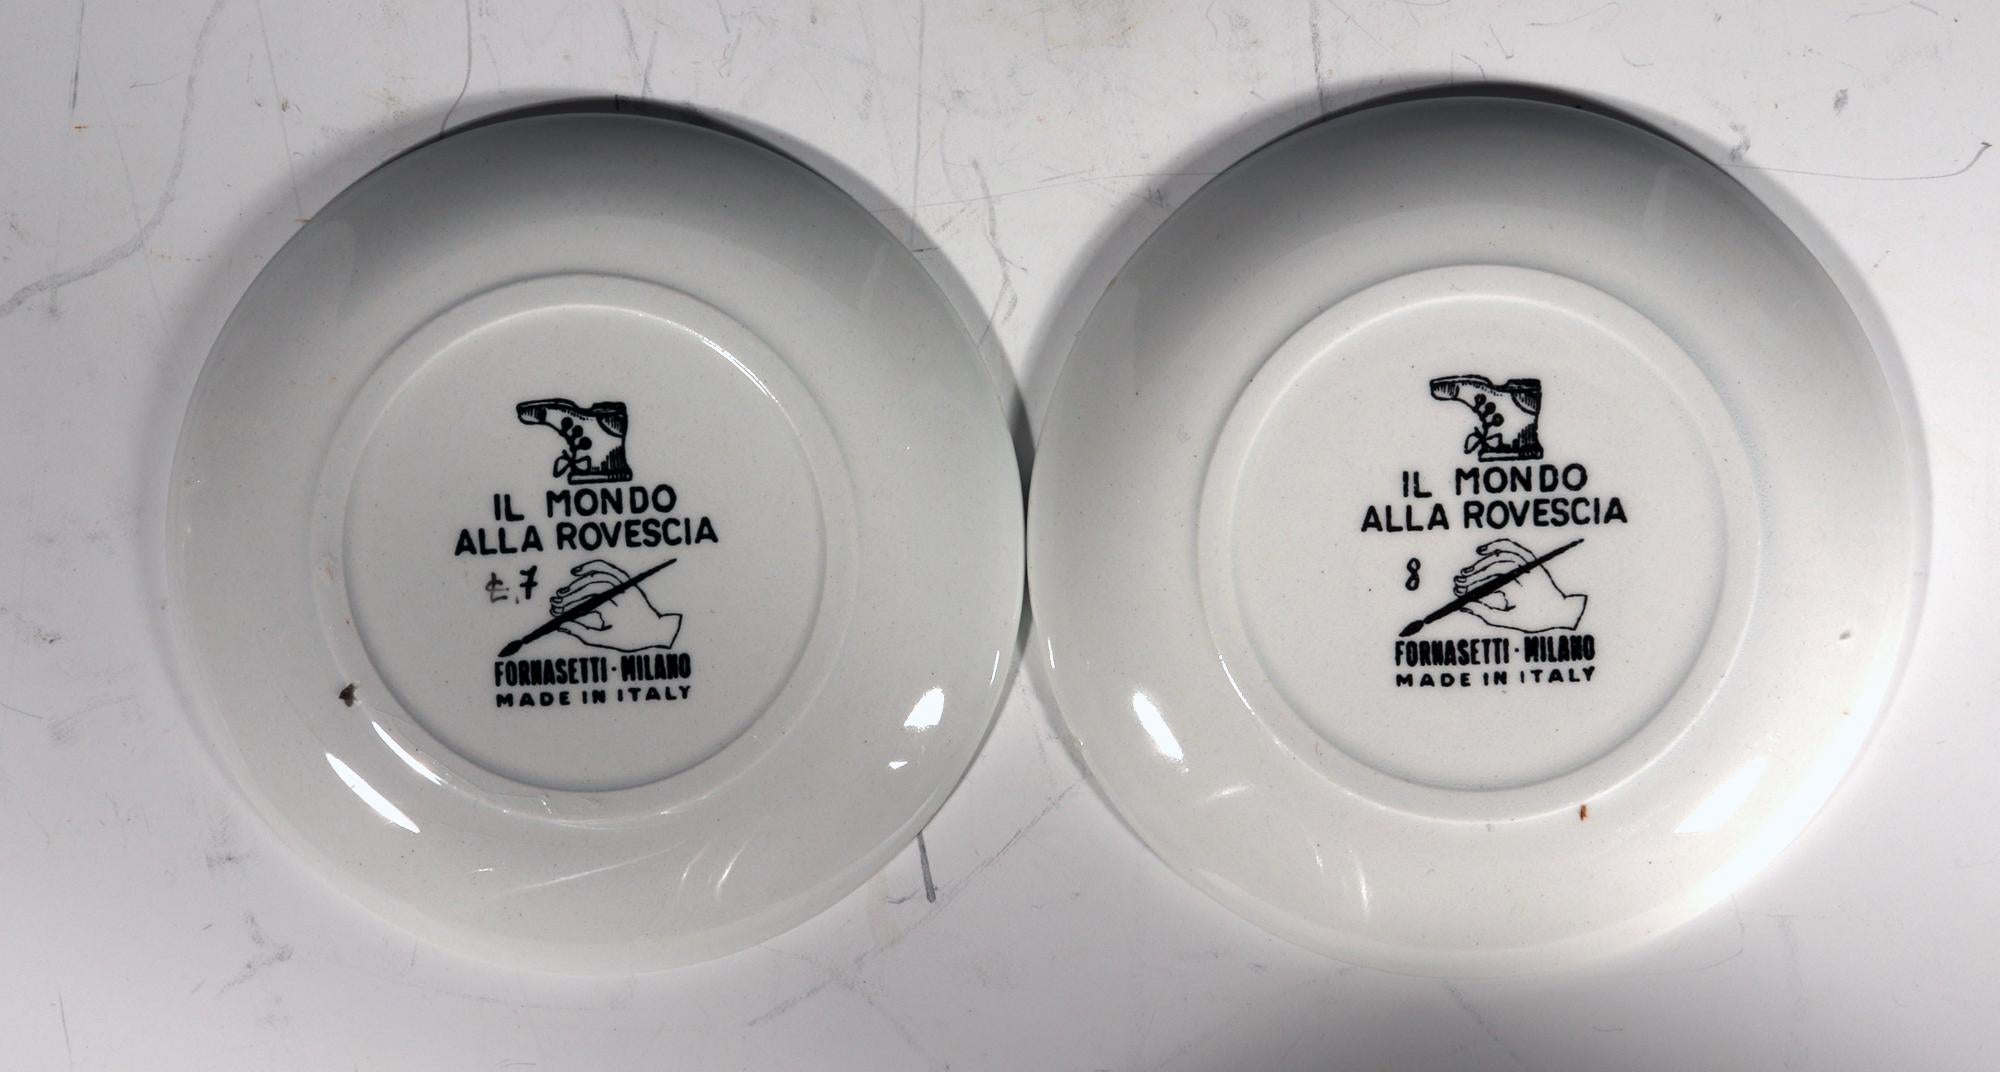 IL MONDO
ALLA ROVESCIA
7
FORNASETTI · MILANO
MADE IN ITALY
IL MONDO
ALLA ROVESCIA
8
FORNASETTI · MILANO
MADE IN ITALY